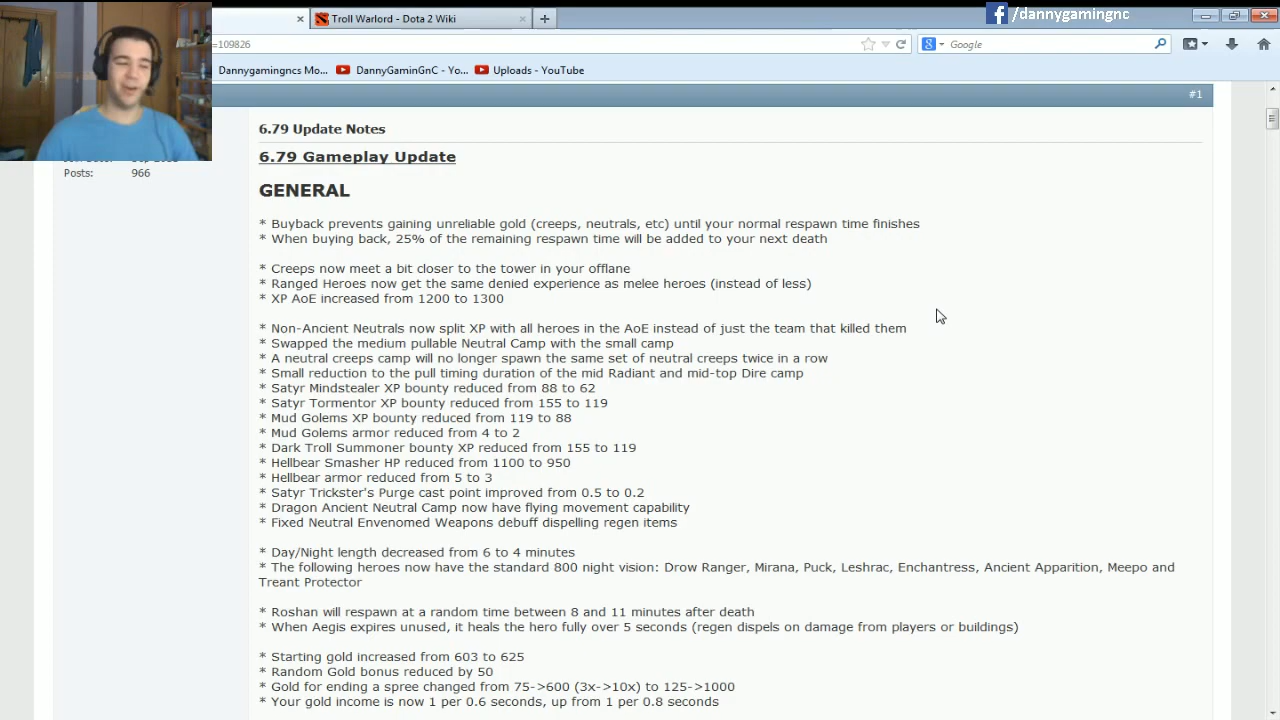 Troll Warlord - Dota 2 Wiki
/dannygamingnc
=109826
Google
Dannygamingncs Mo...
DannyGaminGnC - Yo...
Uploads - YouTube
#1
6.79 Update Notes
6.79 Gameplay Update
Posts: 966
GENERAL
* Buyback prevents gaining unreliable gold (creeps, neutrals, etc) until your normal respawn time finishes
* When buying back, 25% of the remaining respawn time will be added to your next death
* Creeps now meet a bit closer to the tower in your offlane
* Ranged Heroes now get the same denied experience as melee heroes (instead of less)
* XP AoE increased from 1200 to 1300
* Non-Ancient Neutrals now split XP with all heroes in the AoE instead of just the team that killed them
* Swapped the medium pullable Neutral Camp with the small camp
* A neutral creeps camp will no longer spawn the same set of neutral creeps twice in a row
* Small reduction to the pull timing duration of the mid Radiant and mid-top Dire camp
* Satyr Mindstealer XP bounty reduced from 88 to 62
* Satyr Tormentor XP bounty reduced from 155 to 119
* Mud Golems XP bounty reduced from 119 to 88
* Mud Golems armor reduced from 4 to 2
* Dark Troll Summoner bounty XP reduced from 155 to 119
* Hellbear Smasher HP reduced from 1100 to 950
* Hellbear armor reduced from 5 to 3
* Satyr Trickster's Purge cast point improved from 0.5 to 0.2
* Dragon Ancient Neutral Camp now have flying movement capability
* Fixed Neutral Envenomed Weapons debuff dispelling regen items
* Day/Night length decreased from 6 to 4 minutes
* The following heroes now have the standard 800 night vision: Drow Ranger, Mirana, Puck, Leshrac, Enchantress, Ancient Apparition, Meepo and
Treant Protector
* Roshan will respawn at a random time between 8 and 11 minutes after death
* When Aegis expires unused, it heals the hero fully over 5 seconds (regen dispels on damage from players or buildings)
* Starting gold increased from 603 to 625
* Random Gold bonus reduced by 50
* Gold for ending a spree changed from 75->600 (3x->10x) to 125->1000
* Your gold income is now 1 per 0.6 seconds, up from 1 per 0.8 seconds